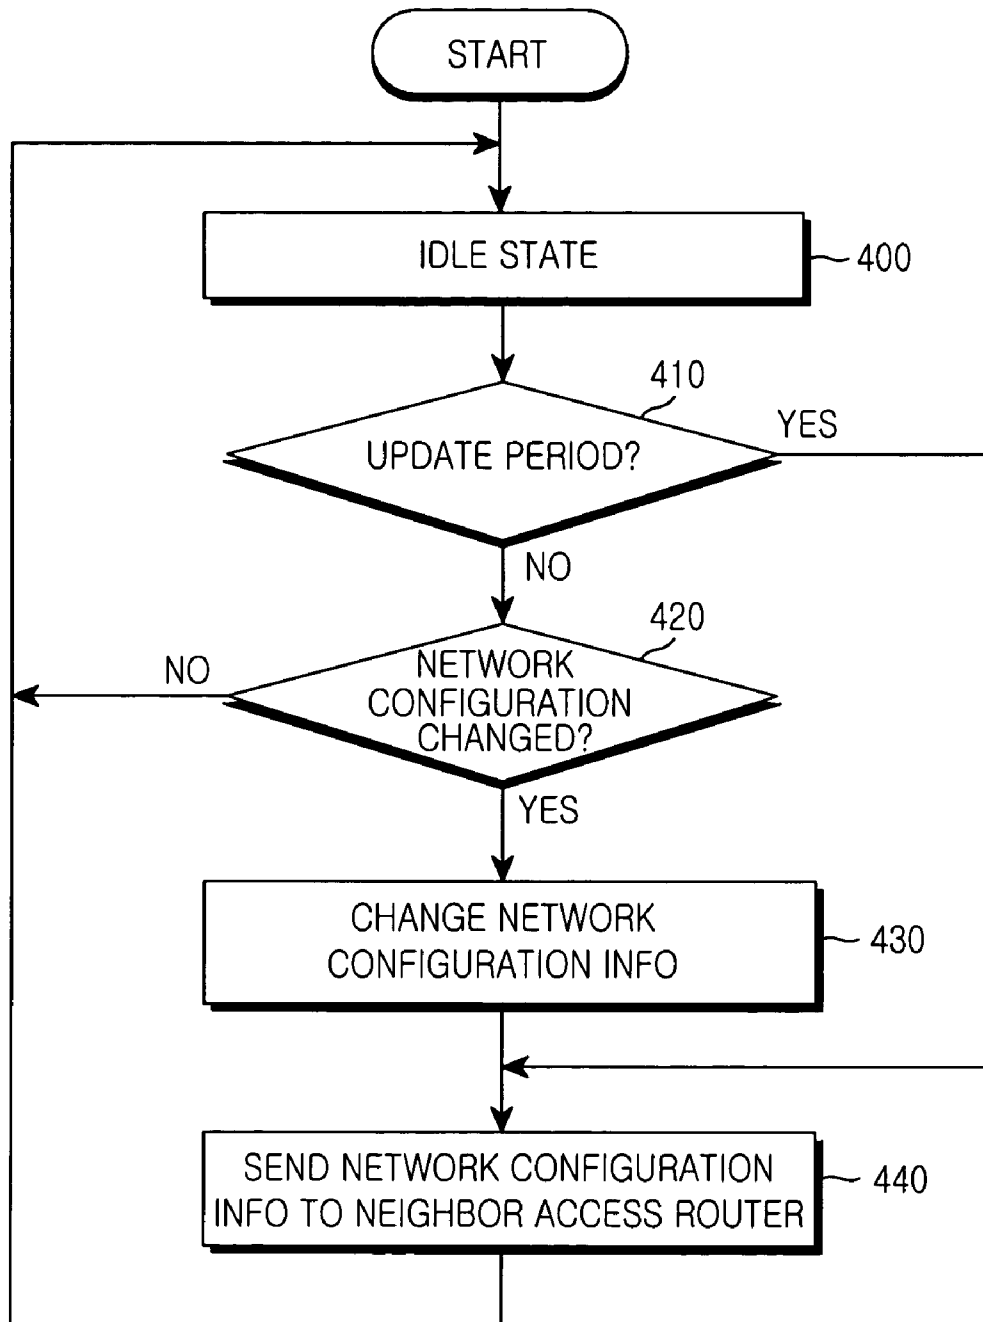 START
IDLE STATE
400
410
UPDATE PERIOD?
YES
NO
420
NETWORK
CONFIGURATION
CHANGED?
NO
YES
CHANGE NETWORK
CONFIGURATION INFO
430
SEND NETWORK CONFIGURATION
INFO TO NEIGHBOR ACCESS ROUTER
440